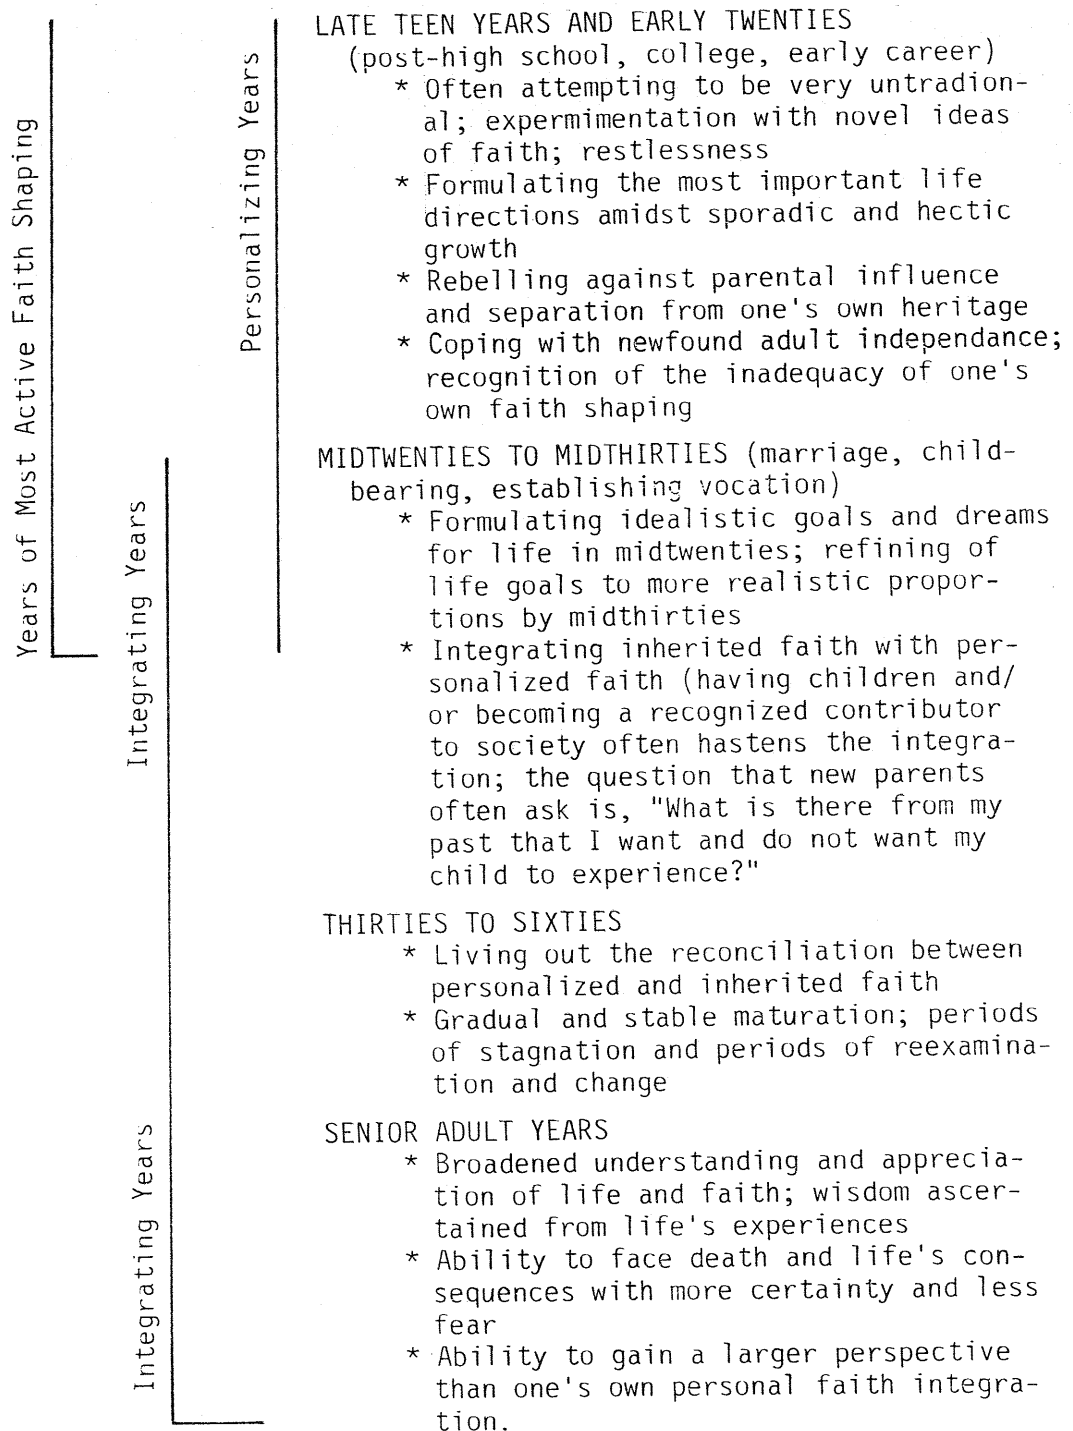 LATE TEEN YEARS AND EARLY TWENTIES
(post-high school, college, early career)
* Often attempting to be very untradion-
al; expermimentation with novel ideas
of faith; restlessness
* Formulating the most important life
directions amidst sporadic and hectic
growth
* Rebelling against parental influence
and separation from one's own heritage
* Coping with newfound adult independance;
recognition of the inadequacy of one's
own faith shaping
MIDTWENTIES TO MIDTHIRTIES (marriage, child-
bearing, establishing vocation)
* Formulating idealistic goals and dreams
for life in midtwenties; refining of
life goals to more realistic propor-
tions by midthirties
* Integrating inherited faith with per-
sonalized faith (having children and/
or becoming a recognized contributor
to society often hastens the integra-
tion; the question that new parents
often ask is, "What is there from my
past that I want and do not want my
child to experience?"
THIRTIES TO SIXTIES
* Living out the reconciliation between
personalized and inherited faith
* Gradual and stable maturation; periods
of stagnation and periods of reexamina-
tion and change
SENIOR ADULT YEARS
* Broadened understanding and apprecia-
tion of life and faith; wisdom ascer-
tained from life's experiences
* Ability to face death and life's con-
sequences with more certainty and less
fear
* Ability to gain a larger perspective
than one's own personal faith integra-
tion.
Years of Most Active Faith Shaping
Personalizing Years
Integrating Years
Integrating Years